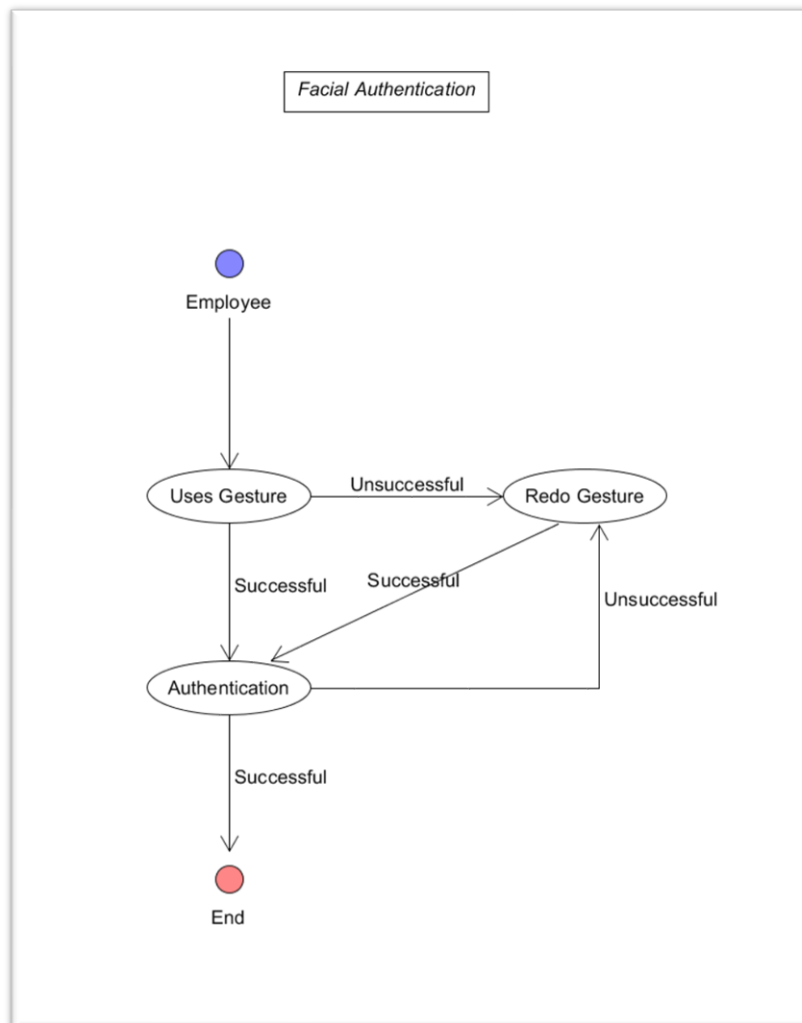 Facial Authentication
Employee
Uses Gesture
Unsuccessful
Redo Gesture
Successful
Successful
Unsuccessful
Authentication
Successful
End